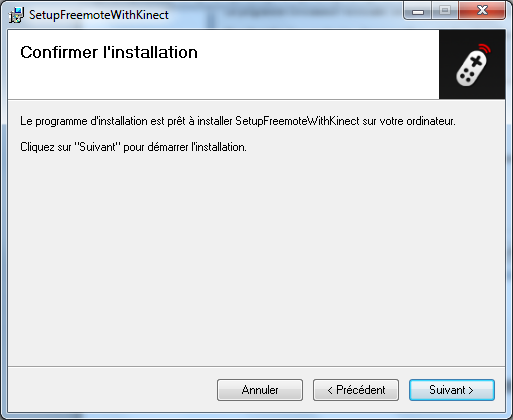 SetupFreemoteWithKinect
Confirmer l'installation
Le programme d'installation est prêt à installer SetupFreemoteWithKinect sur votre ordinateur.
Cliquez sur "Suivant" pour démarrer l'installation.
Annuler
< Précédent
Suivant >